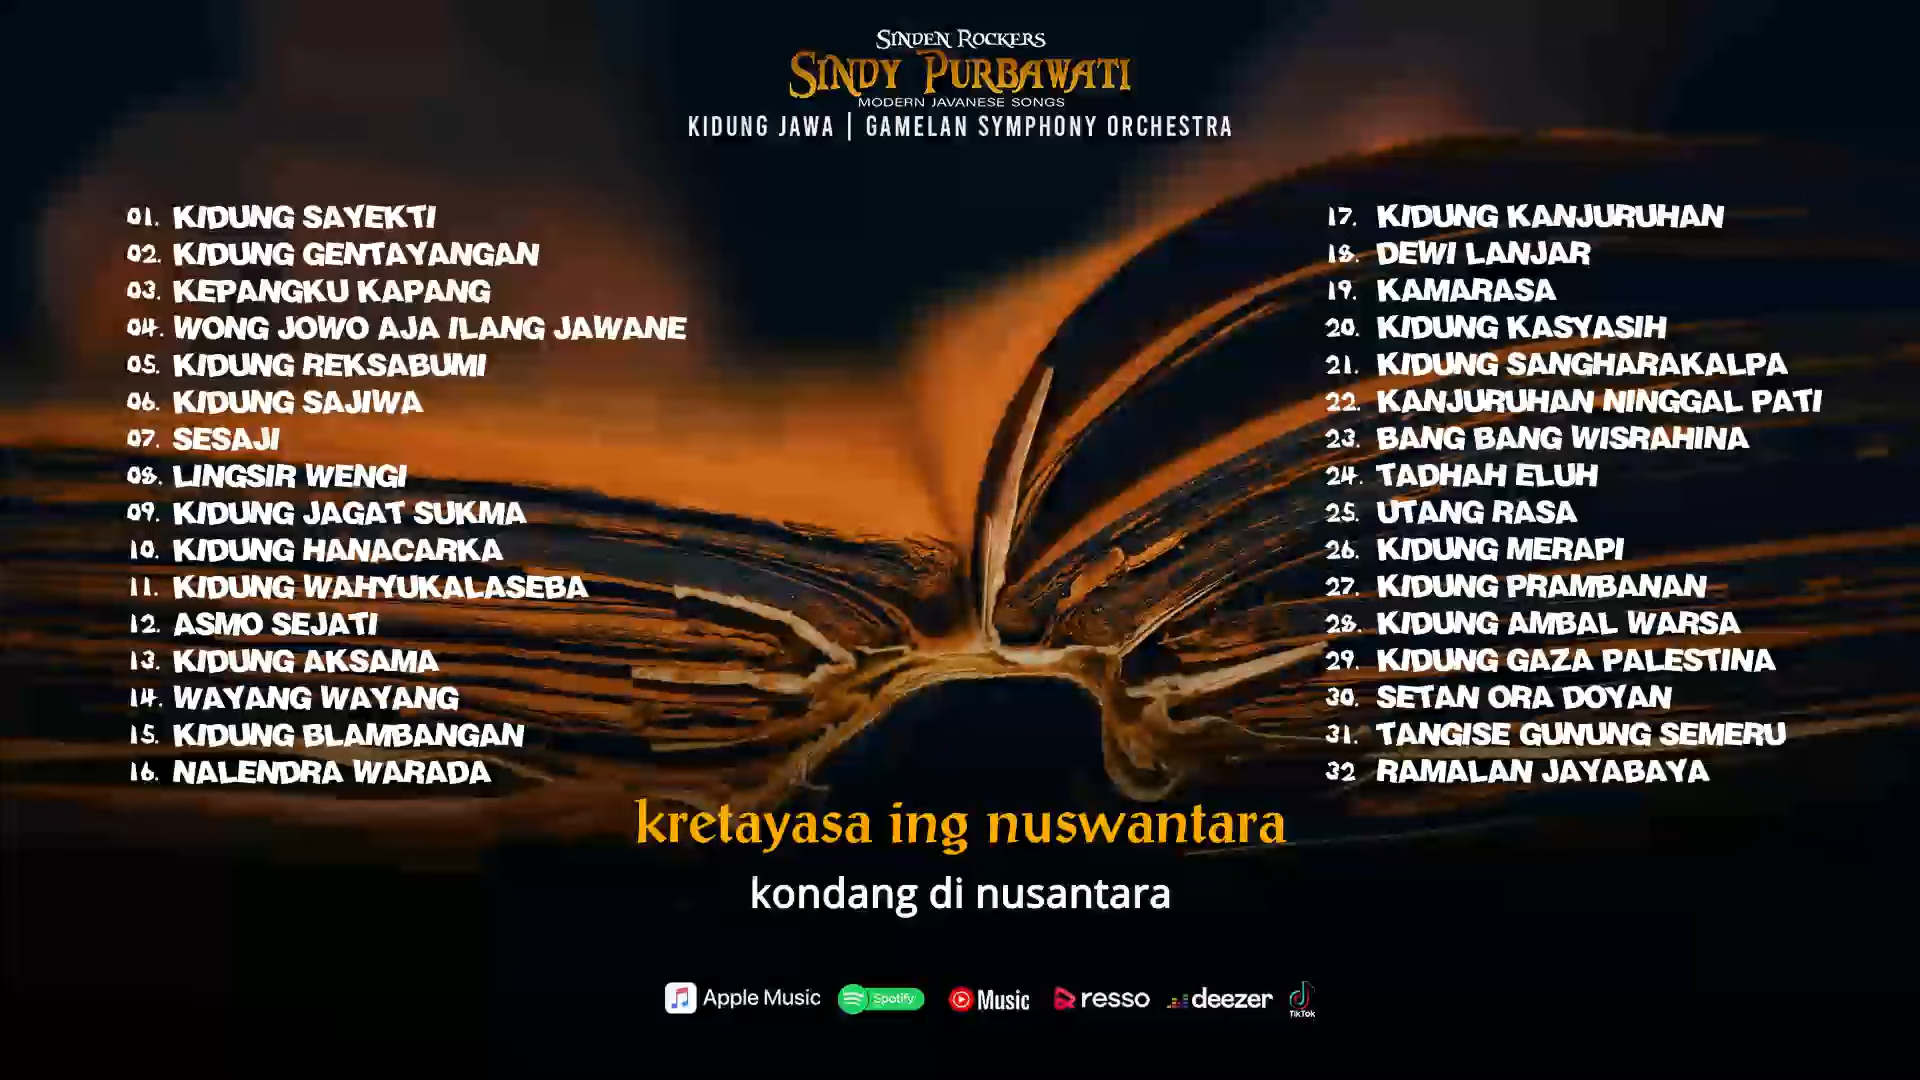 SINDEN ROCKERS
SINDY PURBAWATI
MODERN JAVANESE SONGS
KIDUNG JAWA | GAMELAN SYMPHONY ORCHESTRA
01. KIDUNG SAYEKTI
02. KIDUNG GENTAYANGAN
03. KEPANGKU KAPANG
04. WONG JOWO AJA ILANG JAWANE
05. KIDUNG REKSABUMI
06. KIDUNG SAJIWA
07. SESAJI
08. LINGSIR WENGI
09. KIDUNG JAGAT SUKMA
10. KIDUNG HANACARKA
11. KIDUNG WAHYUKALASEBA
12. ASMO SEJATI
13. KIDUNG AKSAMA
14. WAYANG WAYANG
15. KIDUNG BLAMBANGAN
16. NALENDRA WARADA
17. KIDUNG KANJURUHAN
18. DEWI LANJAR
19. KAMARASA
20. KIDUNG KASYASIH
21. KIDUNG SANGHARAKALPA
22. KANJURUHAN NINGGAL PATI
23. BANG BANG WISRAHINA
24. TADHAH ELUH
25. UTANG RASA
26. KIDUNG MERAPI
27. KIDUNG PRAMBANAN
28. KIDUNG AMBAL WARSA
29. KIDUNG GAZA PALESTINA
30. SETAN ORA DOYAN
31. TANGISE GUNUNG SEMERU
32 RAMALAN JAYABAYA
kretayasa ing nuswantara
kondang di nusantara
Apple Music Spotify Music resso deezer TikTok